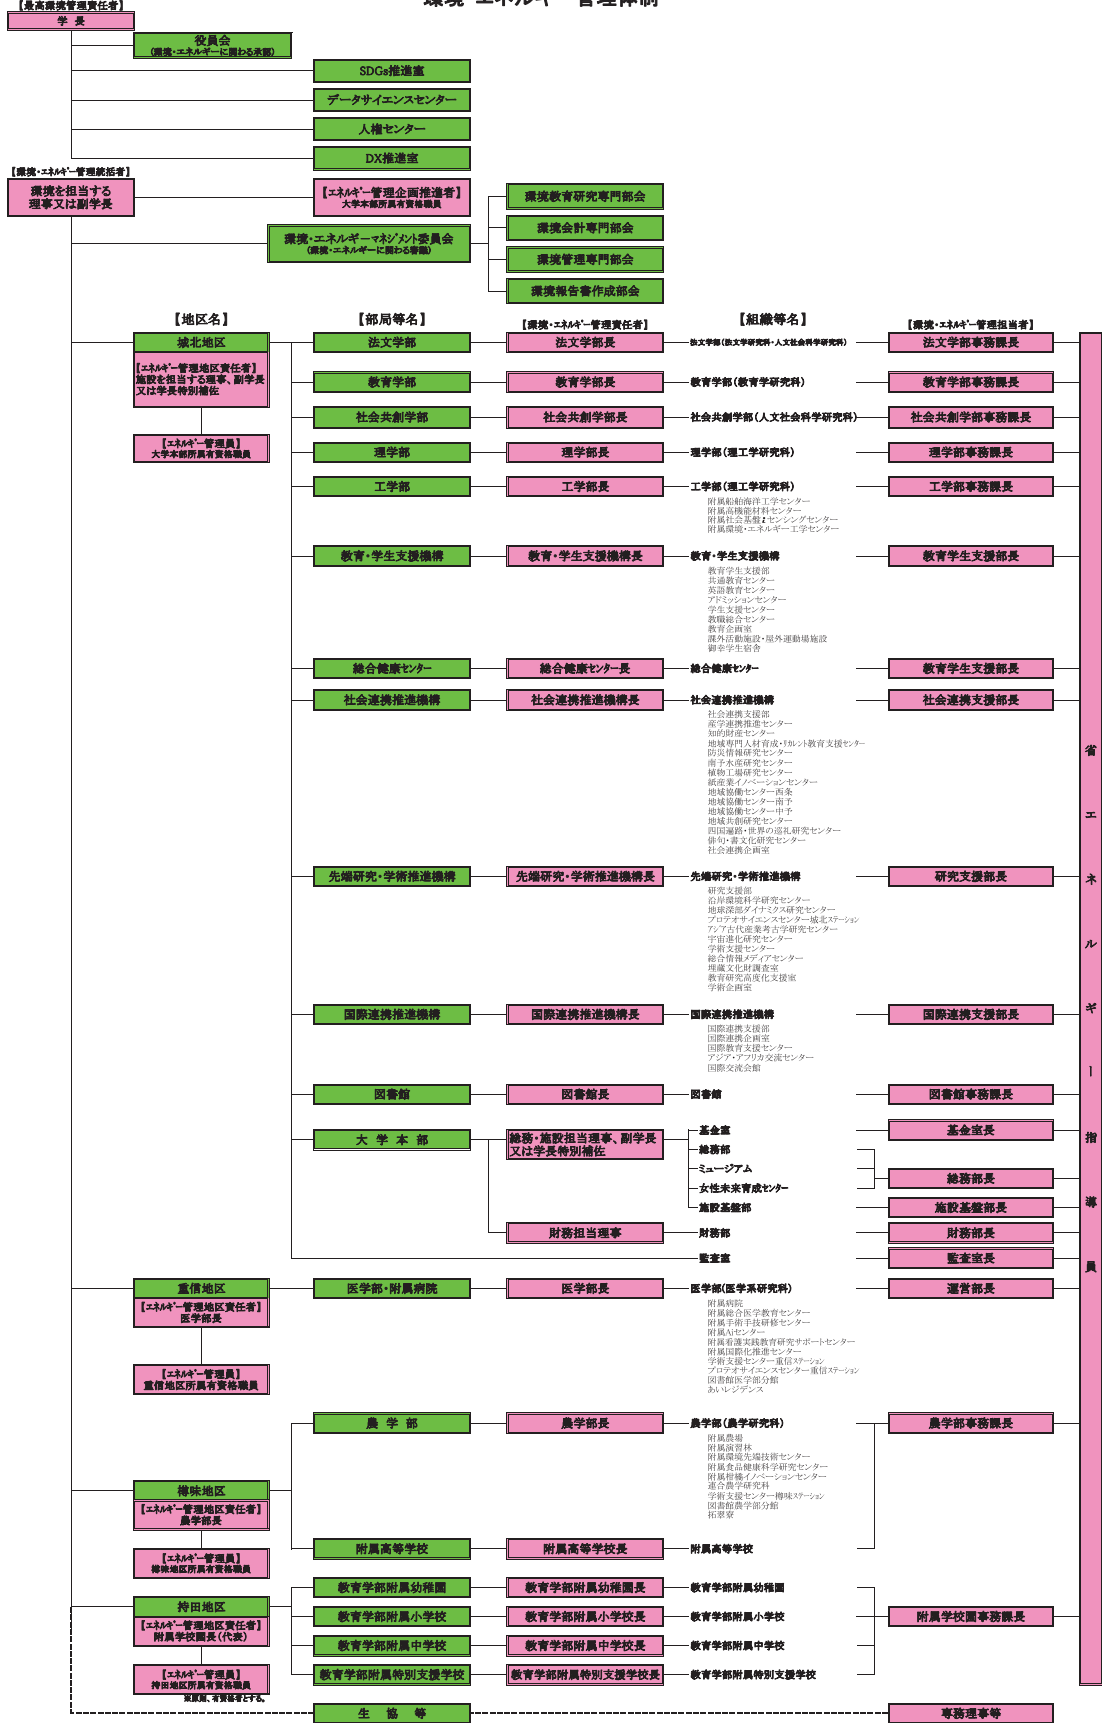 環境・エネルギー管理体制
【最高環境管理責任者】
学 長
役員会
(環境・エネルギーに関わる承認)
SDGs推進室
データサイエンスセンター
人権センター
DX推進室
【環境・エネルギー管理統括者】
環境を担当する
理事又は副学長
【エネルギー管理企画推進者】
大学本部所属有資格職員
環境・エネルギーマネジメント委員会
(環境・エネルギーに関わる審議)
環境教育研究専門部会
環境会計専門部会
環境管理専門部会
環境報告書作成部会
【地区名】 【部局等名】 【環境・エネルギー管理責任者】 【組織等名】 【環境・エネルギー管理担当者】
城北地区 法文学部 法文学部長 法文学部(法文学研究科・人文社会科学研究科) 法文学部事務課長
【エネルギー管理地区責任者】
施設を担当する理事、副学長
又は学長特別補佐
教育学部 教育学部長 教育学部(教育学研究科) 教育学部事務課長
社会共創学部 社会共創学部長 社会共創学部(人文社会科学研究科) 社会共創学部事務課長
【エネルギー管理員】
大学本部所属有資格職員
理学部 理学部長 理学部(理工学研究科) 理学部事務課長
工学部 工学部長 工学部(理工学研究科) 工学部事務課長
附属船舶海洋工学センター
附属高機能材料センター
附属社会基盤iセンシングセンター
附属環境・エネルギー工学センター
教育・学生支援機構 教育・学生支援機構長 教育・学生支援機構 教育学生支援部長
教育学生支援部
共通教育センター
英語教育センター
アドミッションセンター
学生支援センター
教職総合センター
教育企画室
課外活動施設・屋外運動場施設
御幸学生宿舎
総合健康センター 総合健康センター長 総合健康センター 教育学生支援部長
社会連携推進機構 社会連携推進機構長 社会連携推進機構 社会連携支援部長
社会連携支援部
産学連携推進センター
知的財産センター
地域専門人材育成・リカレント教育支援センター
防災情報研究センター
南予水産研究センター
植物工場研究センター
紙産業イノベーションセンター
地域協働センター西条
地域協働センター南予
地域協働センター中予
地域共創研究センター
四国遍路・世界の巡礼研究センター
俳句・書文化研究センター
社会連携企画室
先端研究・学術推進機構 先端研究・学術推進機構長 先端研究・学術推進機構 研究支援部長
研究支援部
沿岸環境科学研究センター
地球深部ダイナミクス研究センター
プロテオサイエンスセンター城北ステーション
アジア古代産業考古学研究センター
宇宙進化研究センター
学術支援センター
総合情報メディアセンター
埋蔵文化財調査室
教育研究高度化支援室
学術企画室
国際連携推進機構 国際連携推進機構長 国際連携推進機構 国際連携支援部長
国際連携支援部
国際連携企画室
国際教育支援センター
アジア・アフリカ交流センター
国際交流会館
図書館 図書館長 図書館 図書館事務課長
大 学 本 部
総務・施設担当理事、副学長
又は学長特別補佐
基金室 基金室長
総務部
ミュージアム
総務部長
女性未来育成センター
施設基盤部 施設基盤部長
財務担当理事 財務部 財務部長
監査室 監査室長
省エネルギー指導員
重信地区 医学部・附属病院 医学部長 医学部(医学系研究科) 運営部長
【エネルギー管理地区責任者】
医学部長
【エネルギー管理員】
重信地区所属有資格職員
附属病院
附属総合医学教育センター
附属手術手技研修センター
附属Aiセンター
附属看護実践教育研究サポートセンター
附属国際化推進センター
学術支援センター重信ステーション
プロテオサイエンスセンター重信ステーション
図書館医学部分館
あいレジデンス
農 学 部 農学部長 農学部(農学研究科) 農学部事務課長
附属農場
附属演習林
附属環境先端技術センター
附属食品健康科学研究センター
附属柑橘イノベーションセンター
連合農学研究科
学術支援センター樽味ステーション
図書館農学部分館
拓翠寮
樽味地区
【エネルギー管理地区責任者】
農学部長
【エネルギー管理員】
樽味地区所属有資格職員
附属高等学校 附属高等学校長 附属高等学校
教育学部附属幼稚園 教育学部附属幼稚園長 教育学部附属幼稚園
持田地区
【エネルギー管理地区責任者】
附属学校園長(代表)
教育学部附属小学校 教育学部附属小学校長 教育学部附属小学校 附属学校園事務課長
教育学部附属中学校 教育学部附属中学校長 教育学部附属中学校
【エネルギー管理員】
持田地区所属有資格職員
教育学部附属特別支援学校 教育学部附属特別支援学校長 教育学部附属特別支援学校
※原則、有資格者とする。
生 協 等 専務理事等